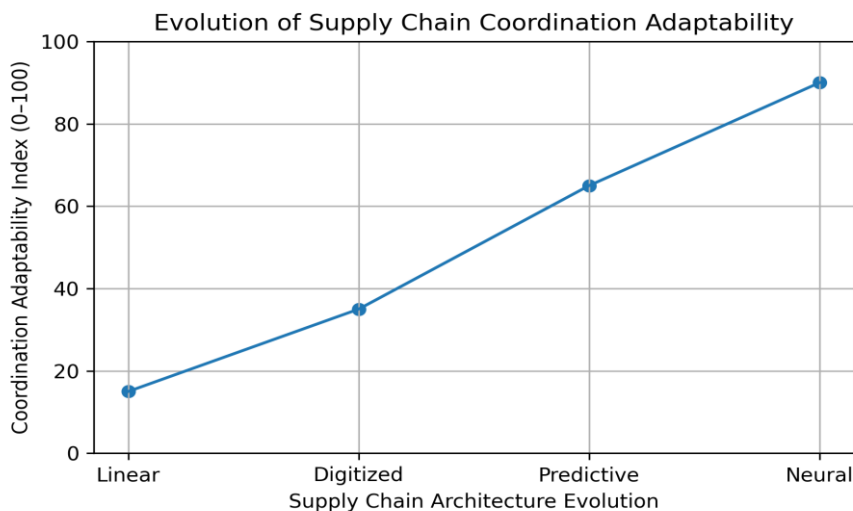 Evolution of Supply Chain Coordination Adaptability
Coordination Adaptability Index (0–100)
100
80
60
40
20
0
Linear Digitized Predictive Neural
Supply Chain Architecture Evolution